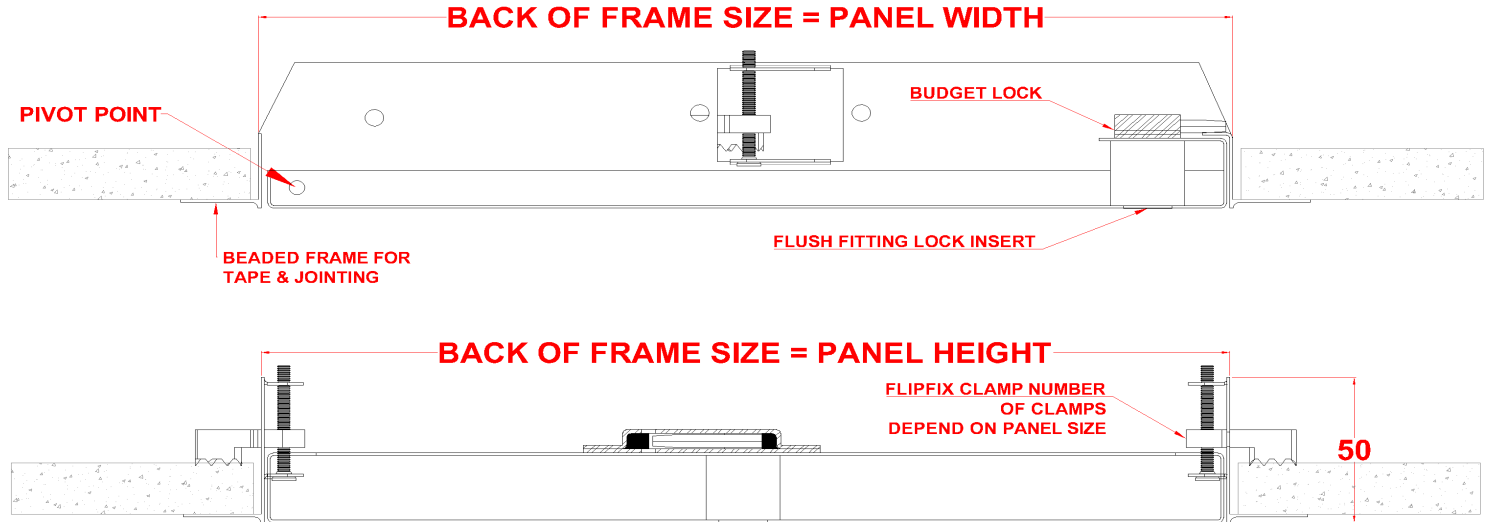 BACK OF FRAME SIZE = PANEL WIDTH
PIVOT POINT
BUDGET LOCK
FLUSH FITTING LOCK INSERT
BEADED FRAME FOR
TAPE & JOINTING
BACK OF FRAME SIZE = PANEL HEIGHT
FLIPFIX CLAMP NUMBER
OF CLAMPS
DEPEND ON PANEL SIZE
50